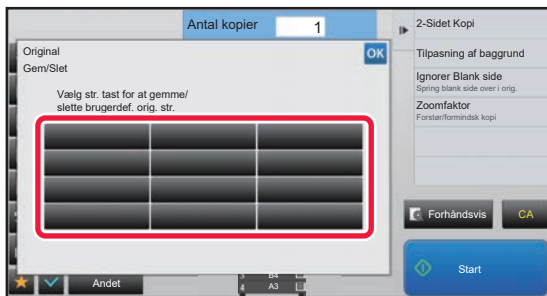 Antal kopier
1
2-Sidet Kopi
Original
OK
Tilpasning af baggrund
Gem/Slet
Ignorer Blank side
Spring blank side over i orig.
Vælg str. tast for at gemme/
slette brugerdef. orig. str.
Zoomfaktor
Forstør/formindsk kopi
Forhåndsvis
CA
Andet
3 B4
4 A3
Start